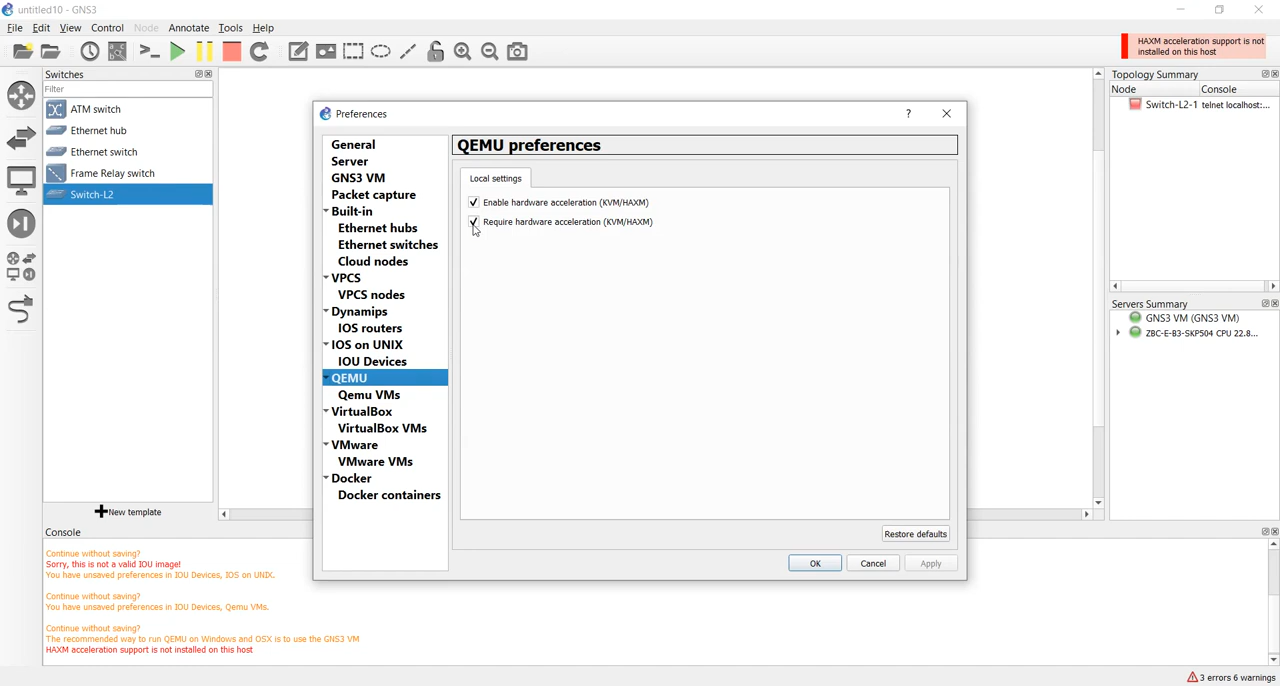 untitled10 - GNS3
File Edit View Control Node Annotate Tools Help
HAXM acceleration support is not
installed on this host
Switches
Filter
ATM switch
Ethernet hub
Ethernet switch
Frame Relay switch
Switch-L2
New template
Preferences
?
General
Server
GNS3 VM
Packet capture
Built-in
Ethernet hubs
Ethernet switches
Cloud nodes
VPCS
VPCS nodes
Dynamips
IOS routers
IOS on UNIX
IOU Devices
QEMU
Qemu VMs
VirtualBox
VirtualBox VMs
VMware
VMware VMs
Docker
Docker containers
QEMU preferences
Local settings
Enable hardware acceleration (KVM/HAXM)
Require hardware acceleration (KVM/HAXM)
Restore defaults
OK Cancel Apply
Topology Summary
Node Console
Switch-L2-1 telnet localhost:...
Servers Summary
GNS3 VM (GNS3 VM)
ZBC-E-B3-SKP504 CPU 22.8...
Console
Continue without saving?
Sorry, this is not a valid IOU image!
You have unsaved preferences in IOU Devices, IOS on UNIX.
Continue without saving?
You have unsaved preferences in IOU Devices, Qemu VMs.
Continue without saving?
The recommended way to run QEMU on Windows and OSX is to use the GNS3 VM
HAXM acceleration support is not installed on this host
3 errors 6 warnings